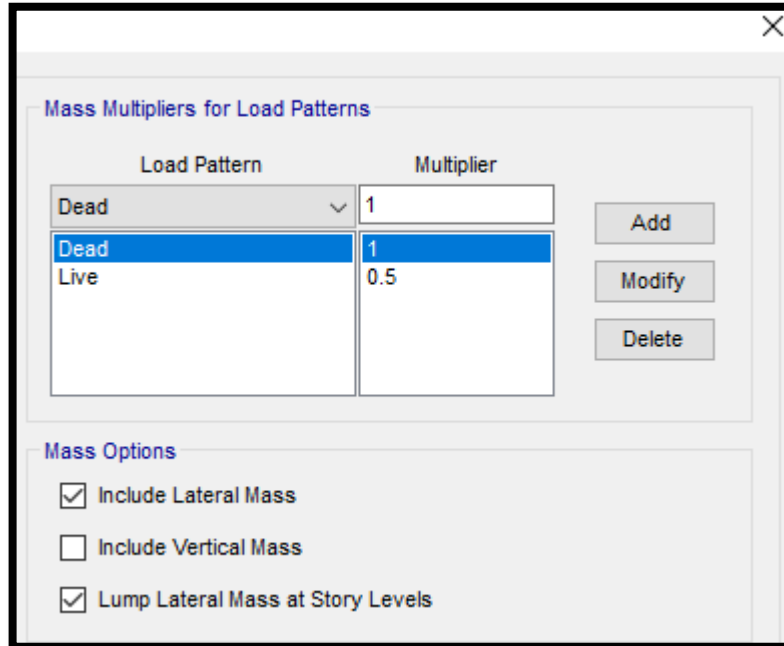 Mass Multipliers for Load Patterns
Load Pattern Multiplier
Dead 1
Add
Dead 1
Live 0.5
Modify
Delete
Mass Options
Include Lateral Mass
Include Vertical Mass
Lump Lateral Mass at Story Levels